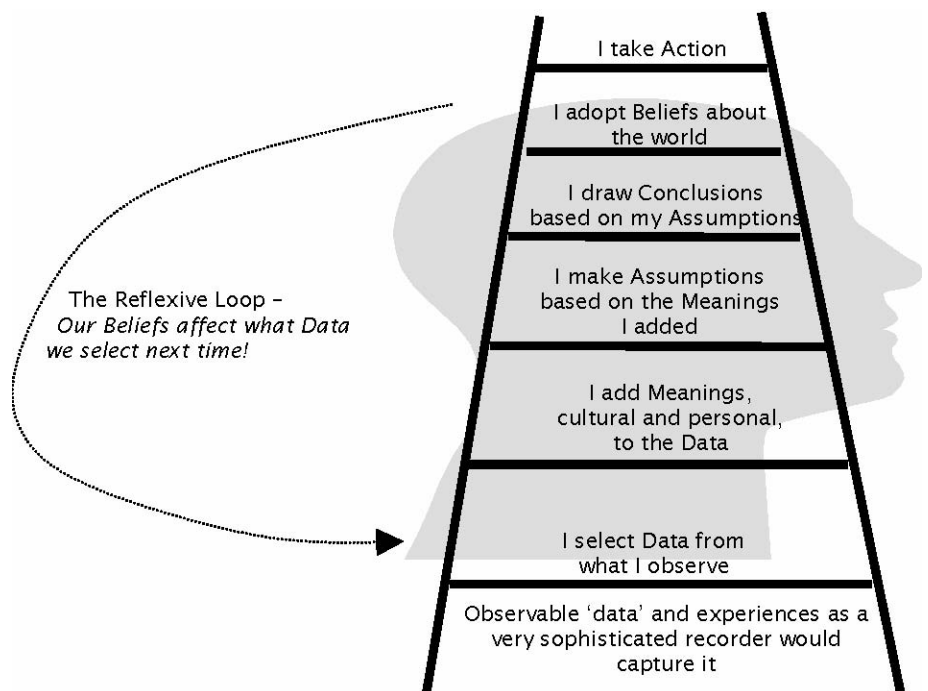 I take Action
I adopt Beliefs about
the world
I draw Conclusions
based on my Assumptions
I make Assumptions
based on the Meanings
I added
The Reflexive Loop –
Our Beliefs affect what Data
we select next time!
I add Meanings,
cultural and personal,
to the Data
I select Data from
what I observe
Observable ‘data’ and experiences as a
very sophisticated recorder would
capture it